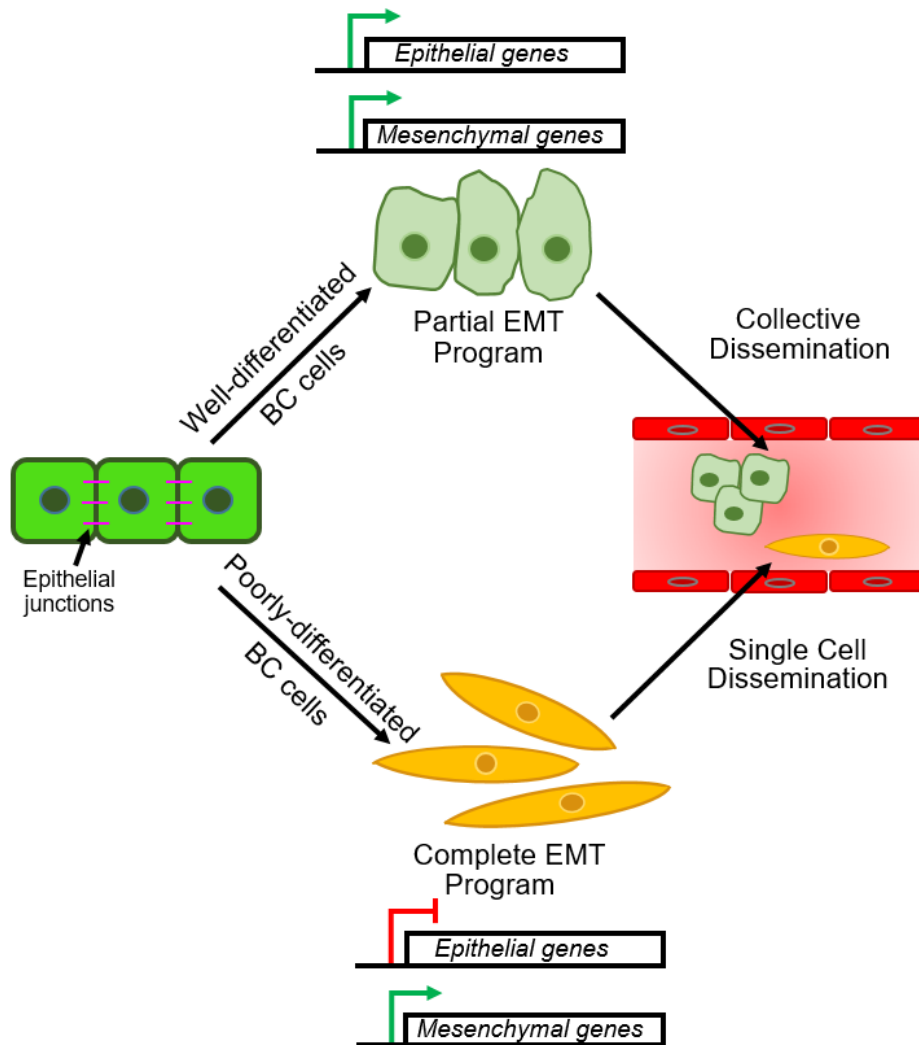 Epithelial genes
Mesenchymal genes
Partial EMT
Program
Well-differentiated
BC cells
Collective
Dissemination
Epithelial
junctions
Poorly-differentiated
BC cells
Single Cell
Dissemination
Complete EMT
Program
Epithelial genes
Mesenchymal genes